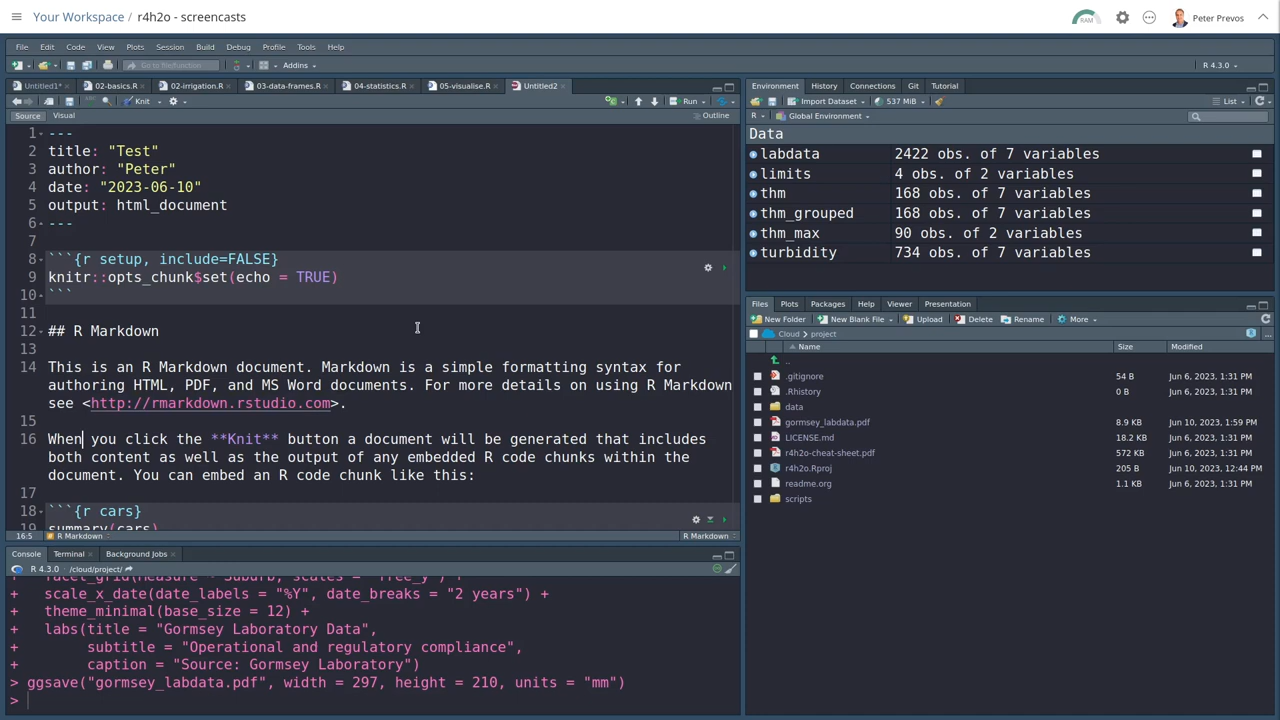 Your Workspace / r4h2o - screencasts
RAM
Peter Prevos
File Edit Code View Plots Session Build Debug Profile Tools Help
Go to file/function Addins R 4.3.0
Untitled1* 02-basics.R 02-irrigation.R 03-data-frames.R 04-statistics.R 05-visualise.R Untitled2
Knit Run
Source Visual Outline
1 ---
2 title: "Test"
3 author: "Peter"
4 date: "2023-06-10"
5 output: html_document
6 ---
7
8 ```{r setup, include=FALSE}
9 knitr::opts_chunk$set(echo = TRUE)
10 ```
11
12 ## R Markdown
13
14 This is an R Markdown document. Markdown is a simple formatting syntax for
authoring HTML, PDF, and MS Word documents. For more details on using R Markdown
see <http://rmarkdown.rstudio.com>.
15
16 When you click the **Knit** button a document will be generated that includes
both content as well as the output of any embedded R code chunks within the
document. You can embed an R code chunk like this:
17
18 ```{r cars}
19 summary(cars)
16:5 R Markdown R Markdown
Console Terminal Background Jobs
R 4.3.0 · /cloud/project/
+ facet_grid(Measure ~ Suburb, scales = "free_y") +
+ scale_x_date(date_labels = "%Y", date_breaks = "2 years") +
+ theme_minimal(base_size = 12) +
+ labs(title = "Gormsey Laboratory Data",
+ subtitle = "Operational and regulatory compliance",
+ caption = "Source: Gormsey Laboratory")
> ggsave("gormsey_labdata.pdf", width = 297, height = 210, units = "mm")
>
Environment History Connections Git Tutorial
Import Dataset 537 MiB List
R Global Environment
Data
labdata 2422 obs. of 7 variables
limits 4 obs. of 2 variables
thm 168 obs. of 7 variables
thm_grouped 168 obs. of 7 variables
thm_max 90 obs. of 2 variables
turbidity 734 obs. of 7 variables
Files Plots Packages Help Viewer Presentation
New Folder New Blank File Upload Delete Rename More
Cloud > project
Name Size Modified
..
.gitignore 54 B Jun 6, 2023, 1:31 PM
.Rhistory 0 B Jun 6, 2023, 1:31 PM
data
gormsey_labdata.pdf 8.9 KB Jun 10, 2023, 1:59 PM
LICENSE.md 18.2 KB Jun 6, 2023, 1:31 PM
r4h2o-cheat-sheet.pdf 572 KB Jun 6, 2023, 1:31 PM
r4h2o.Rproj 205 B Jun 10, 2023, 12:44 PM
readme.org 1.1 KB Jun 6, 2023, 1:31 PM
scripts